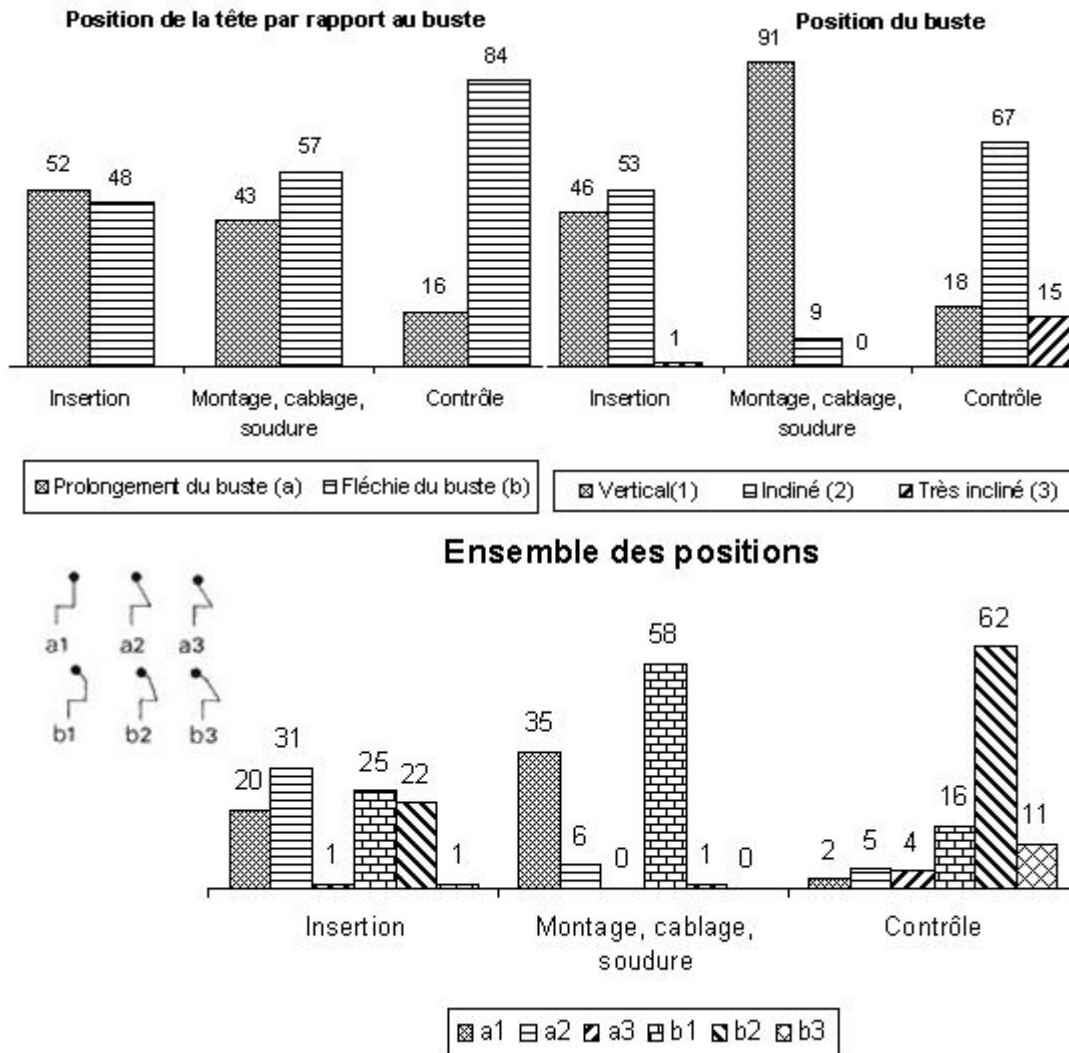 Position de la tête par rapport au buste
84
57
52
48
43
16
Insertion
Montage, cablage,
soudure
Contrôle
Prolongement du buste (a) Fléchie du buste (b)
Position du buste
91
67
53
46
18
15
9
1
0
Insertion
Montage, cablage,
soudure
Contrôle
Vertical(1) Incliné (2) Très incliné (3)
Ensemble des positions
a1 a2 a3
b1 b2 b3
20 31 1 25 22 1
35 6 0 58 1 0
2 5 4 16 62 11
Insertion
Montage, cablage,
soudure
Contrôle
a1 a2 a3 b1 b2 b3